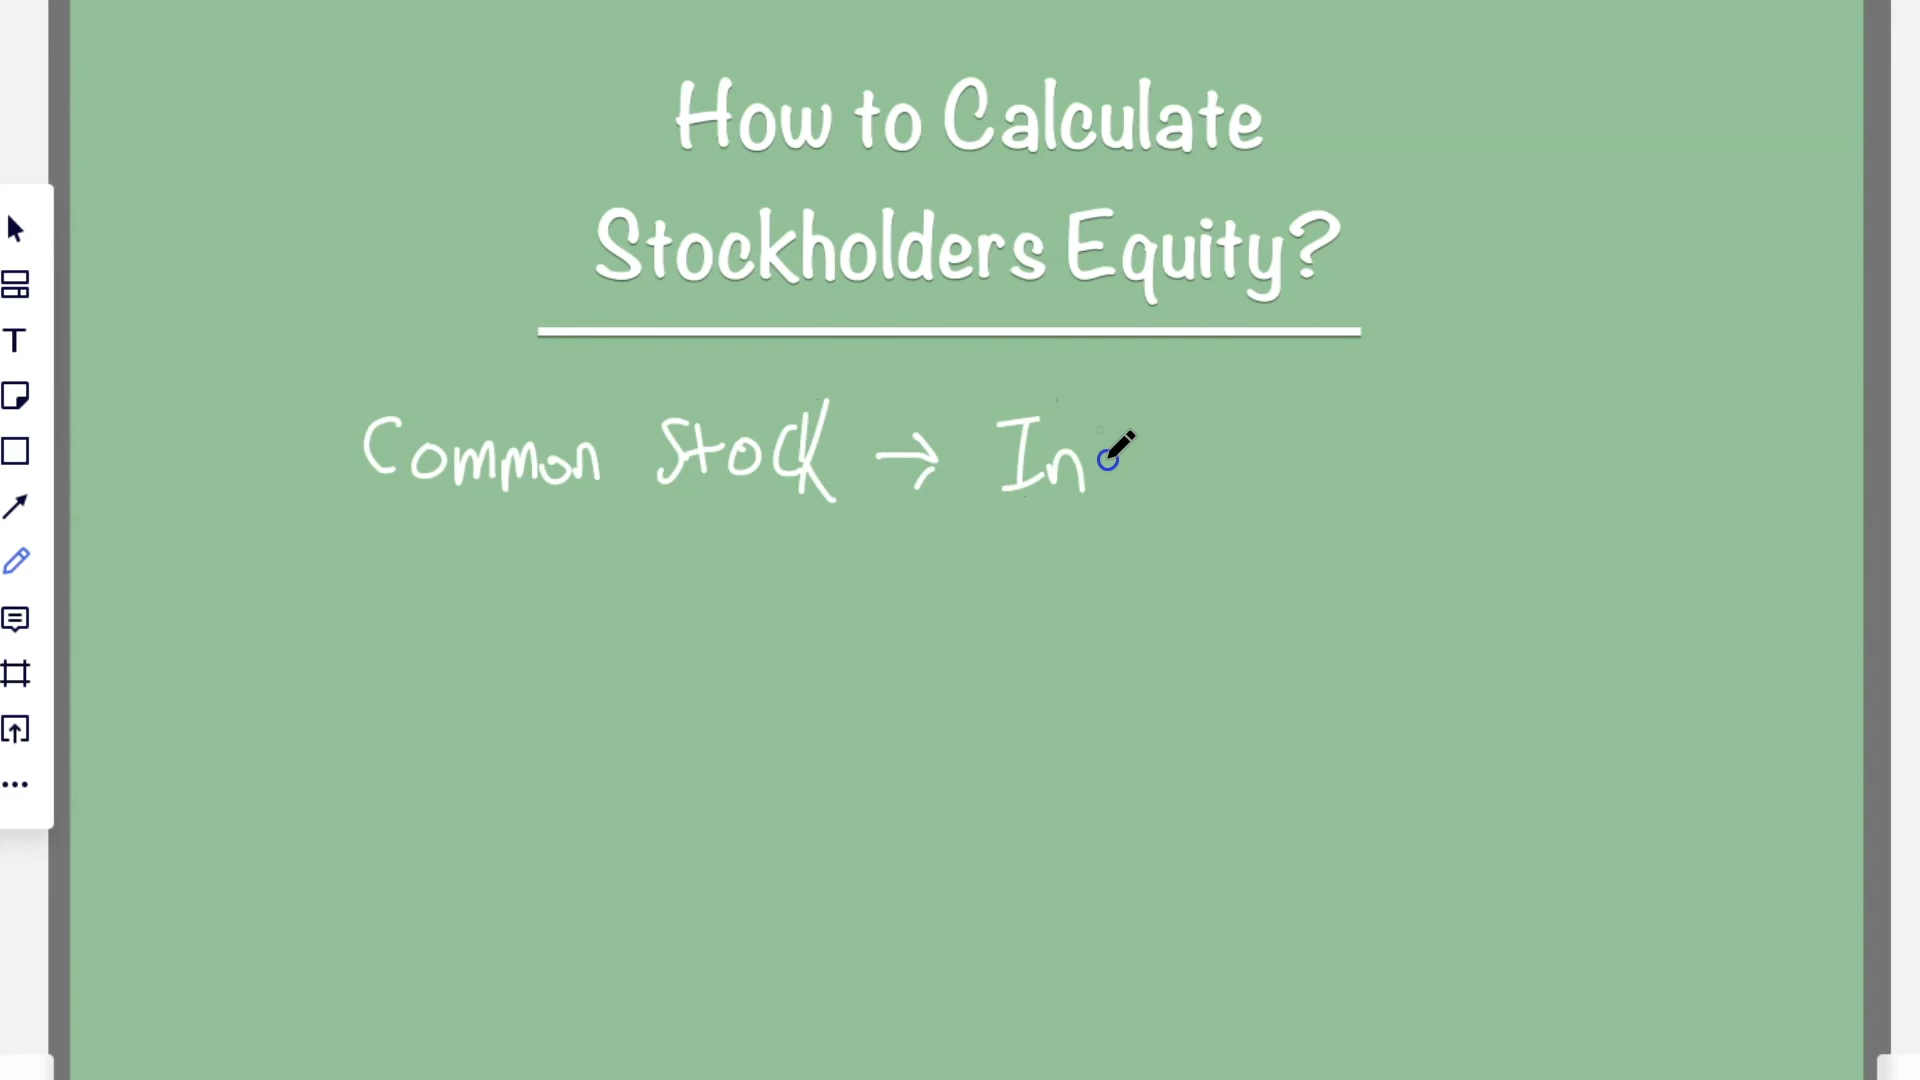 How to Calculate
Stockholders Equity?
Common Stock → In
T